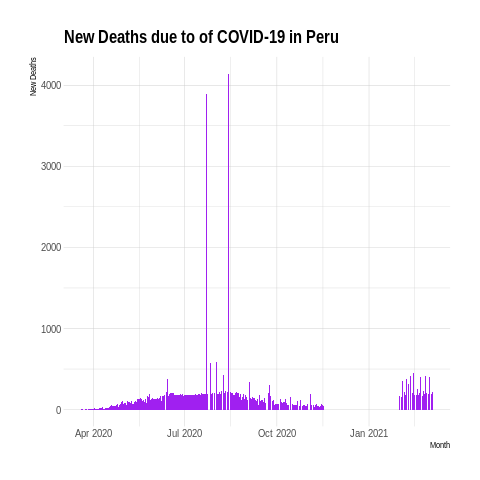 New Deaths due to of COVID-19 in Peru
New Deaths
4000
3000
2000
1000
0
Apr 2020
Jul 2020
Oct 2020
Jan 2021
Month